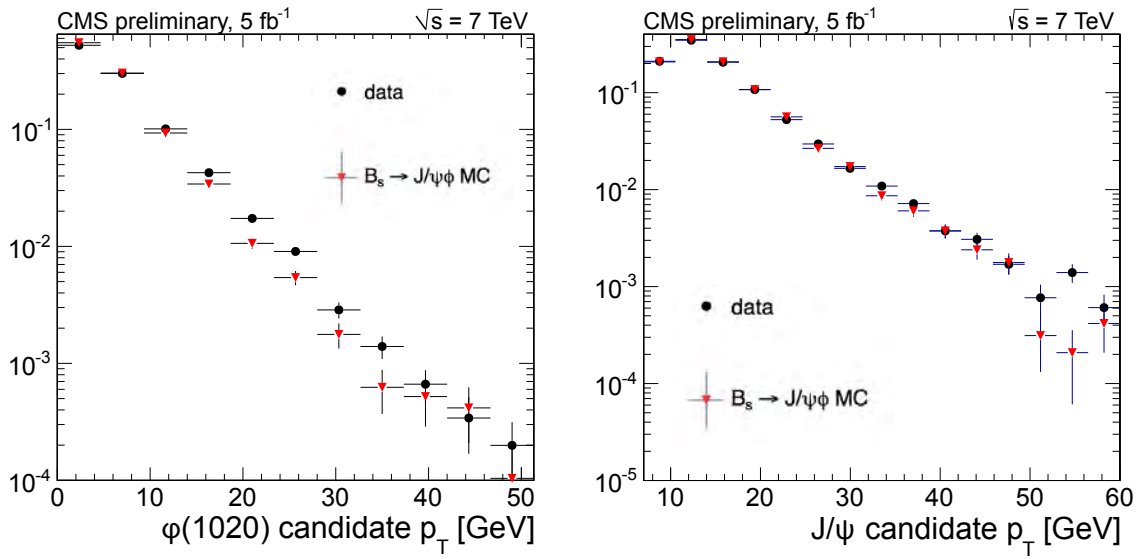 CMS preliminary, 5 fb⁻¹ √s = 7 TeV
10⁻¹
10⁻²
10⁻³
10⁻⁴
data
Bₛ → J/ψϕ MC
0 10 20 30 40 50
φ(1020) candidate p_T [GeV]
CMS preliminary, 5 fb⁻¹ √s = 7 TeV
10⁻¹
10⁻²
10⁻³
10⁻⁴
10⁻⁵
data
Bₛ → J/ψϕ MC
10 20 30 40 50 60
J/ψ candidate p_T [GeV]